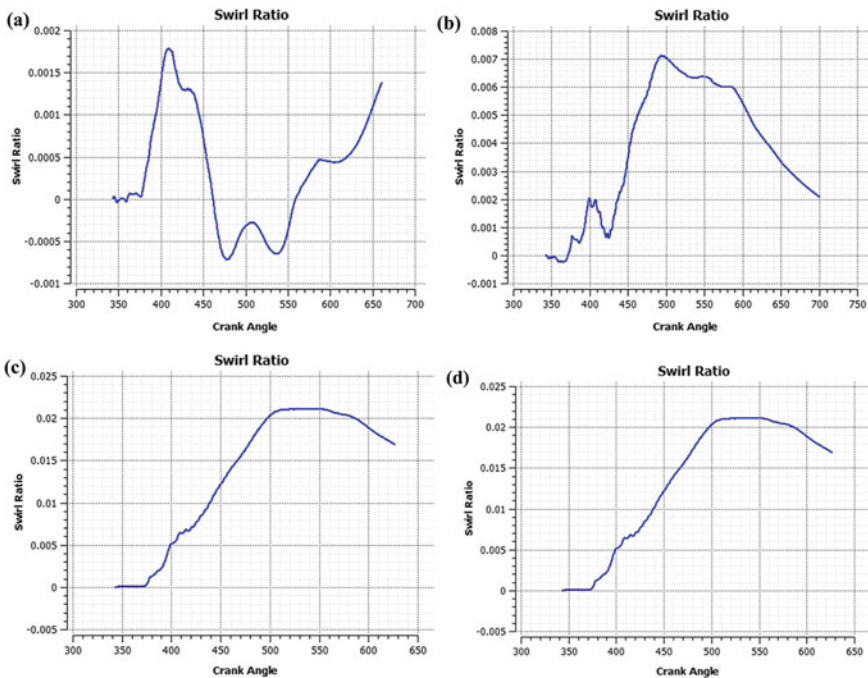 (a)
Swirl Ratio
0.002
0.0015
0.001
0.0005
0
-0.0005
-0.001
Swirl Ratio
300 350 400 450 500 550 600 650 700
Crank Angle
(b)
Swirl Ratio
0.008
0.007
0.006
0.005
0.004
0.003
0.002
0.001
0
-0.001
Swirl Ratio
300 350 400 450 500 550 600 650 700 750
Crank Angle
(c)
Swirl Ratio
0.025
0.02
0.015
0.01
0.005
0
-0.005
Swirl Ratio
300 350 400 450 500 550 600 650
Crank Angle
(d)
Swirl Ratio
0.025
0.02
0.015
0.01
0.005
0
-0.005
Swirl Ratio
300 350 400 450 500 550 600 650
Crank Angle